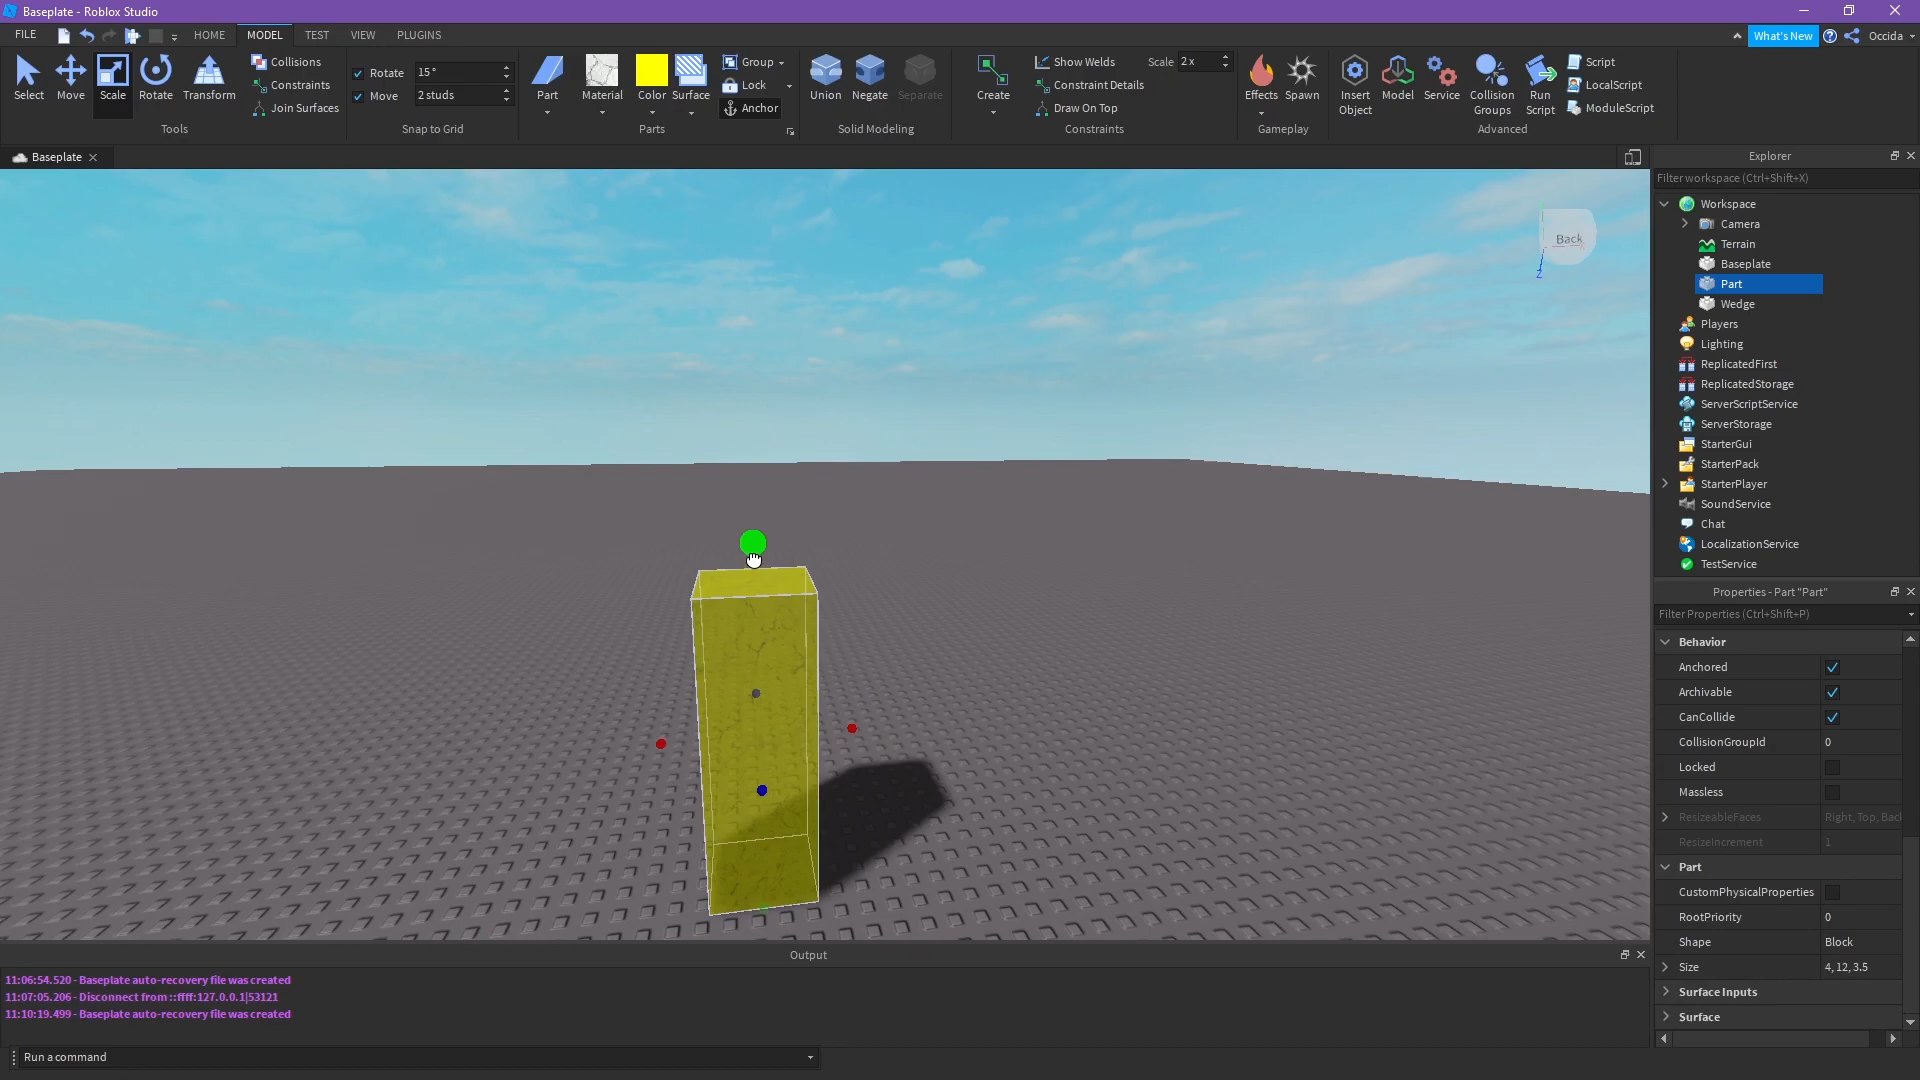 Baseplate - Roblox Studio
FILE HOME MODEL TEST VIEW PLUGINS What's New Occida
Select Move Scale Rotate Transform
Collisions
Constraints
Join Surfaces
Tools
Rotate 15 °
Move 2 studs
Snap to Grid
Part Material Color Surface
Group
Lock
Anchor
Parts
Union Negate Separate
Solid Modeling
Create
Show Welds Scale 2 x
Constraint Details
Draw On Top
Constraints
Effects Spawn
Gameplay
Insert Object Model Service Collision Groups Run Script
Script
LocalScript
ModuleScript
Advanced
Baseplate
Back
Z
Explorer
Filter workspace (Ctrl+Shift+X)
Workspace
Camera
Terrain
Baseplate
Part
Wedge
Players
Lighting
ReplicatedFirst
ReplicatedStorage
ServerScriptService
ServerStorage
StarterGui
StarterPack
StarterPlayer
SoundService
Chat
LocalizationService
TestService
Properties - Part "Part"
Filter Properties (Ctrl+Shift+P)
Behavior
Anchored
Archivable
CanCollide
CollisionGroupId 0
Locked
Massless
ResizeableFaces Right, Top, Bac
ResizeIncrement 1
Part
CustomPhysicalProperties
RootPriority 0
Shape Block
Size 4, 12, 3.5
Surface Inputs
Surface
Output
11:06:54.520 - Baseplate auto-recovery file was created
11:07:05.206 - Disconnect from ::ffff:127.0.0.1|53121
11:10:19.499 - Baseplate auto-recovery file was created
Run a command